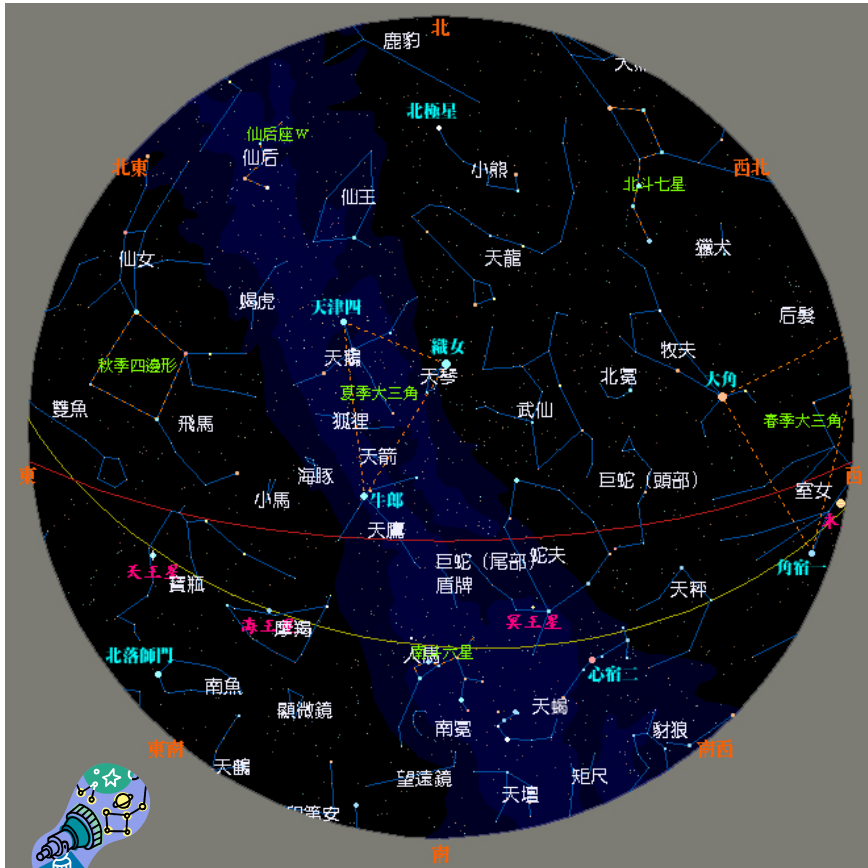 北
鹿豹
北極星
仙后座W
仙后
北東
西北
小熊
北斗七星
仙王
獵犬
仙女
天龍
蝎虎
天津四
后髮
織女
牧夫
天鵝
秋季四邊形
天琴
北冕
大角
夏季大三角
雙魚
武仙
春季大三角
飛馬
狐狸
天箭
東
海豚
巨蛇（頭部）
西
小馬
牛郎
室女
水
天鷹
巨蛇（尾部）
蛇夫
角宿一
天王星
寶瓶
盾牌
天秤
海王星
摩羯
冥王星
人馬
北落師門
心宿二
南魚
顯微鏡
天蝎
南冕
豺狼
東南
南西
天鶴
望遠鏡
矩尺
天壇
南